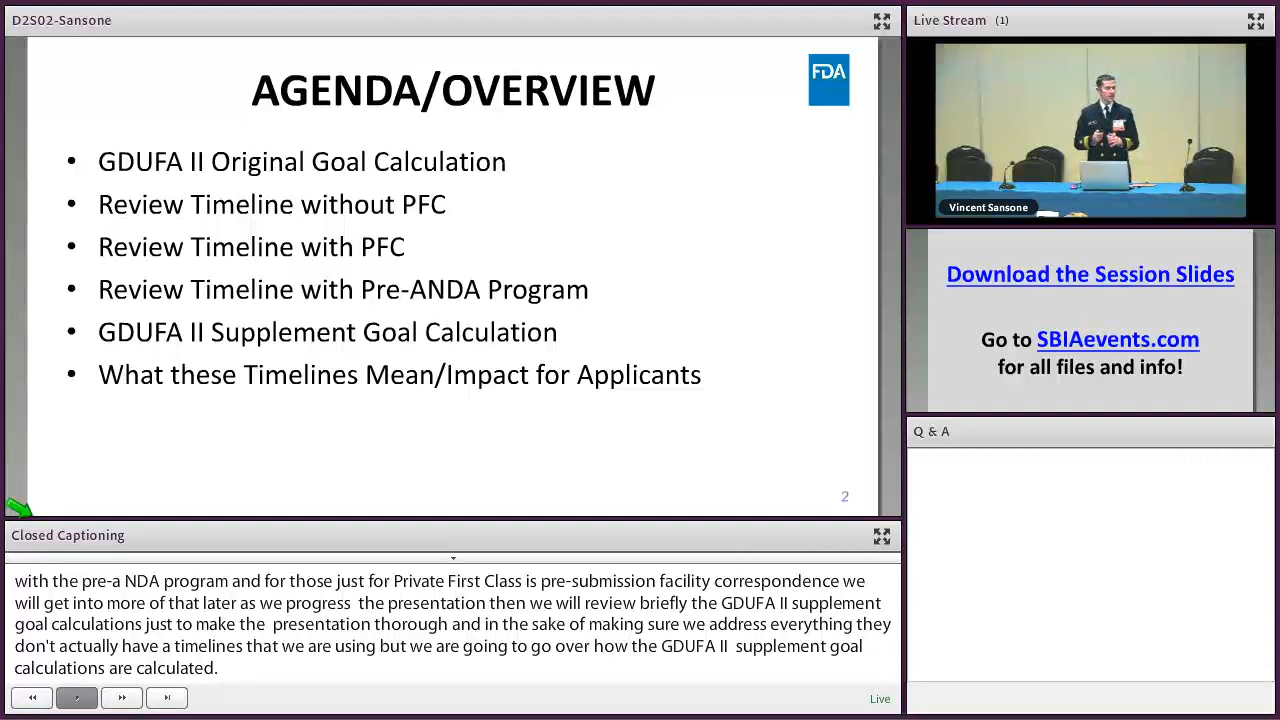 D2S02-Sansone
AGENDA/OVERVIEW
FDA
• GDUFA II Original Goal Calculation
• Review Timeline without PFC
• Review Timeline with PFC
• Review Timeline with Pre-ANDA Program
• GDUFA II Supplement Goal Calculation
• What these Timelines Mean/Impact for Applicants
2
Closed Captioning
with the pre-a NDA program and for those just for Private First Class is pre-submission facility correspondence we
will get into more of that later as we progress the presentation then we will review briefly the GDUFA II supplement
goal calculations just to make the presentation thorough and in the sake of making sure we address everything they
don't actually have a timelines that we are using but we are going to go over how the GDUFA II supplement goal
calculations are calculated.
Live
Live Stream (1)
Vincent Sansone
Download the Session Slides
Go to SBIAevents.com
for all files and info!
Q & A